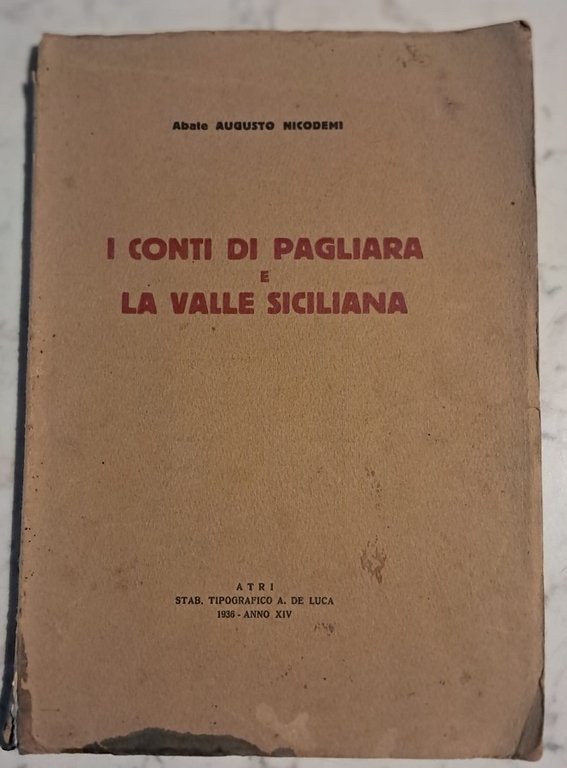 Abate AUGUSTO NICODEMI
I CONTI DI PAGLIARA
E
LA VALLE SICILIANA
ATRI
STAB. TIPOGRAFICO A. DE LUCA
1936 - ANNO XIV